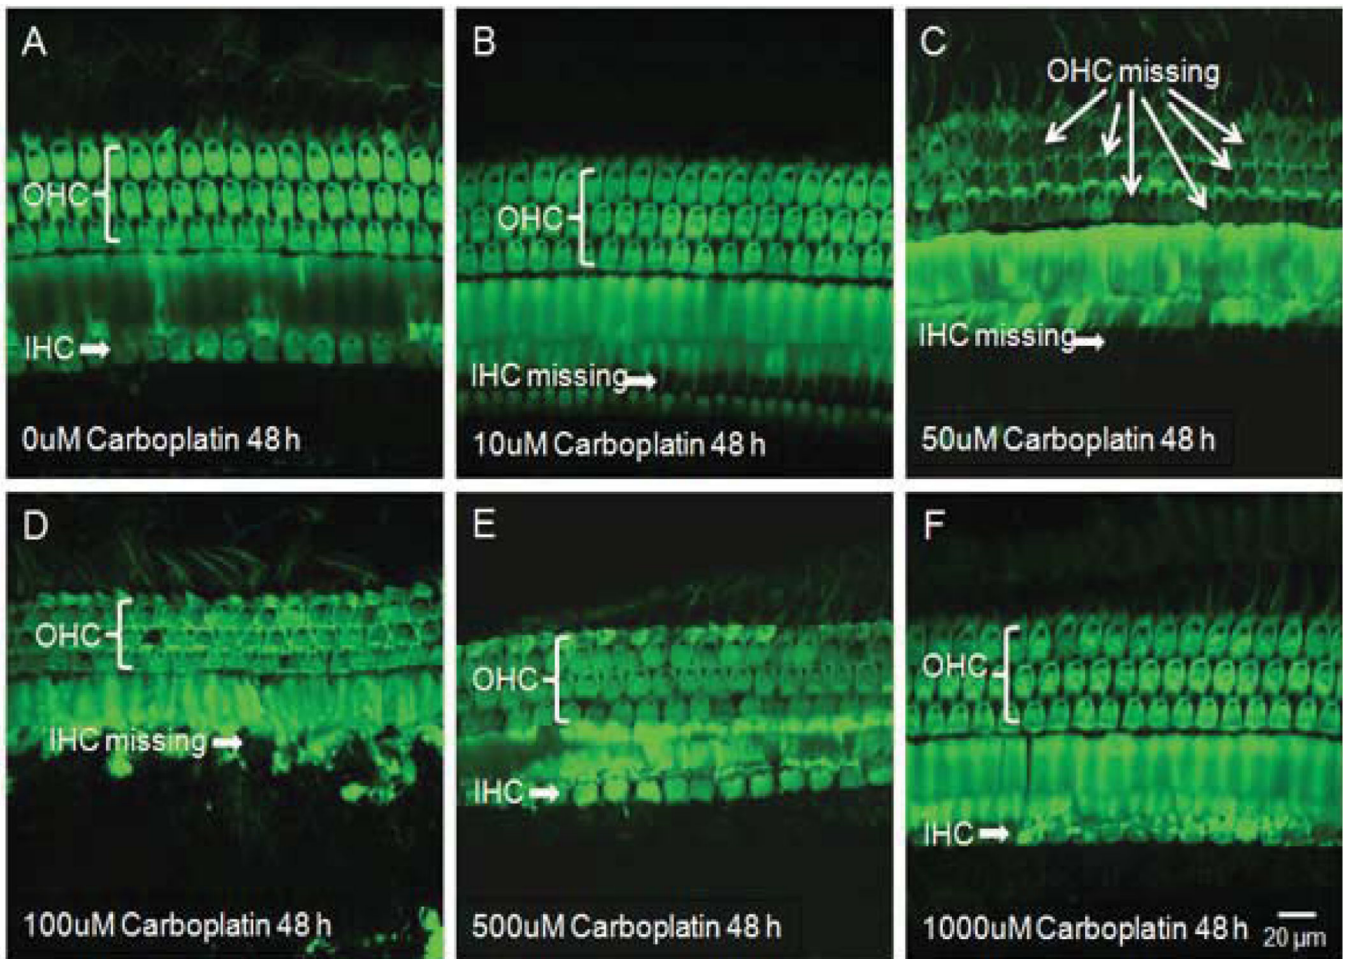 A
OHC
IHC
0uM Carboplatin 48 h
B
OHC
IHC missing
10uM Carboplatin 48 h
C
OHC missing
IHC missing
50uM Carboplatin 48 h
D
OHC
IHC missing
100uM Carboplatin 48 h
E
OHC
IHC
500uM Carboplatin 48 h
F
OHC
IHC
1000uM Carboplatin 48 h
20 µm